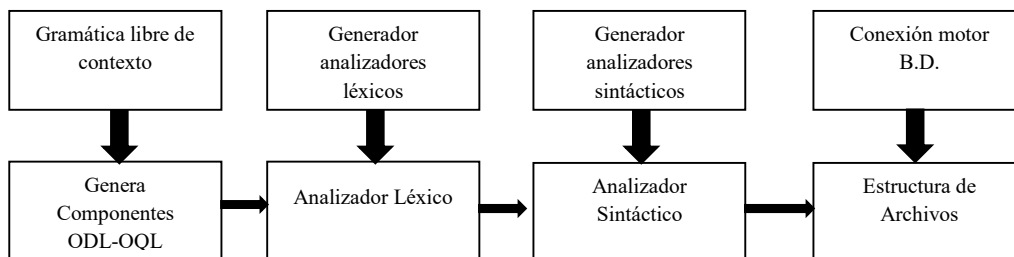 Gramática libre de
contexto
Generador
analizadores
léxicos
Generador
analizadores
sintácticos
Conexión motor
B.D.
Genera
Componentes
ODL-OQL
Analizador Léxico
Analizador
Sintáctico
Estructura de
Archivos